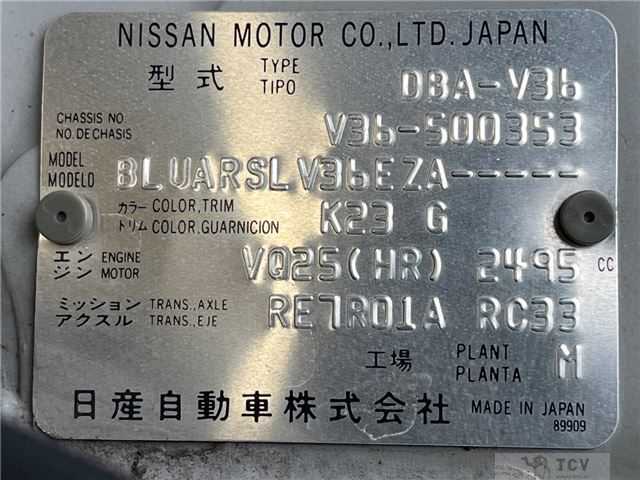 NISSAN MOTOR CO.,LTD. JAPAN
型式 TYPE TIPO DBA-V36
CHASSIS NO. NO. DE CHASIS V36-500353
MODEL MODELO BLUARSLV36EZA-----
カラー COLOR,TRIM トリム COLOR,GUARNICION K23 G
エンジン ENGINE MOTOR VQ25(HR) 2495 CC
ミッション TRANS.,AXLE アクスル TRANS.,EJE RE7R01A RC33
工場 PLANT PLANTA M
日産自動車株式会社 MADE IN JAPAN
89909
TCV